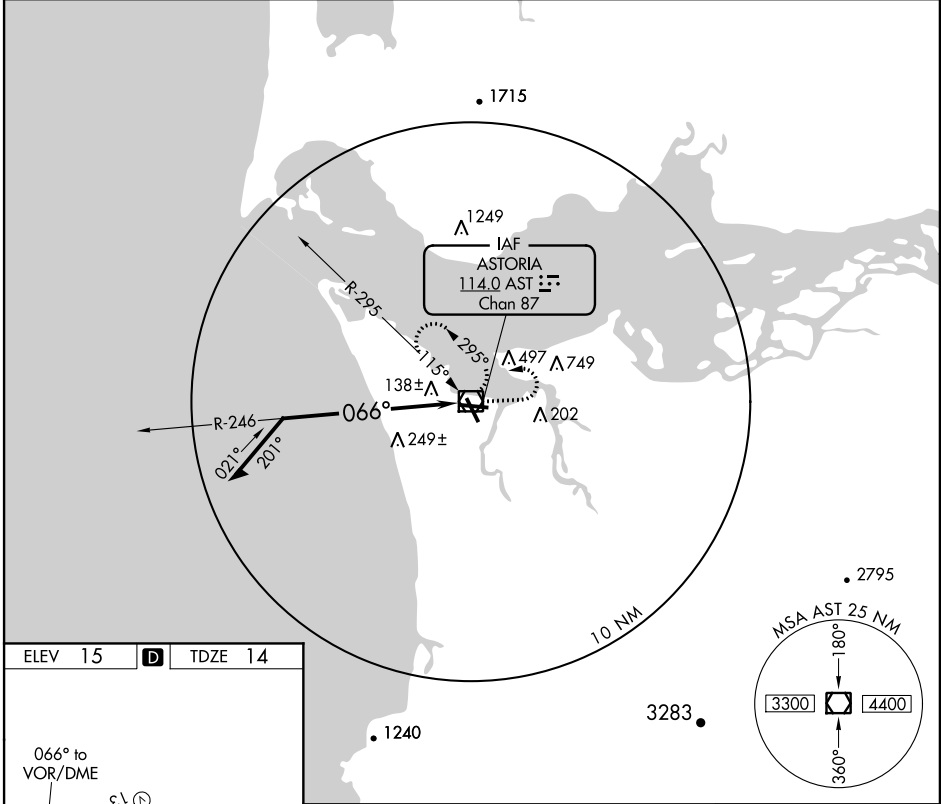 1715
1249
IAF
ASTORIA
114.0 AST
Chan 87
R-295
295°
115°
497
749
138±
202
066°
R-246
249±
021°
201°
10 NM
2795
MSA AST 25 NM
180°
3300
4400
360°
3283
1240
ELEV 15 D TDZE 14
066° to
VOR/DME
13